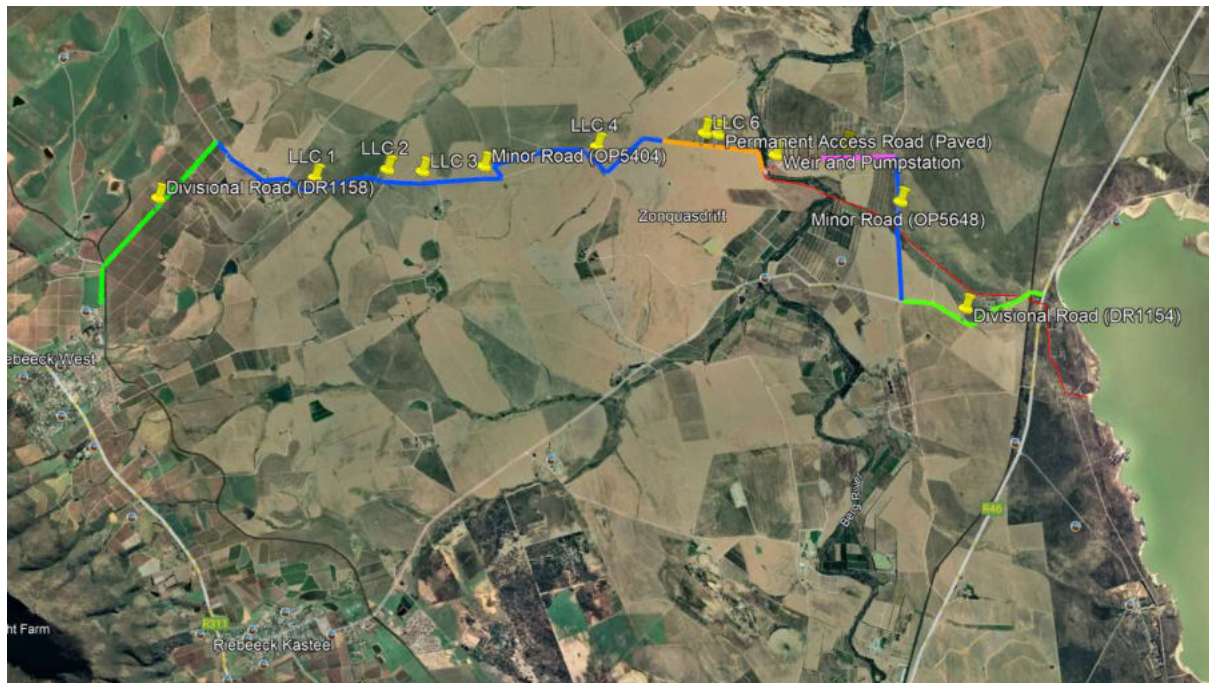 LLC 4
LLC 6
Permanent Access Road (Paved)
LLC 1
LLC 2
LLC 3
Minor Road (OP5404)
Weir and Pumpstation
Divisional Road (DR1158)
Zonquasdrift
Minor Road (OP5648)
Divisional Road (DR1154)
ebeeck West
Berg River
R46
R311
ht Farm
Riebeeck Kasteel